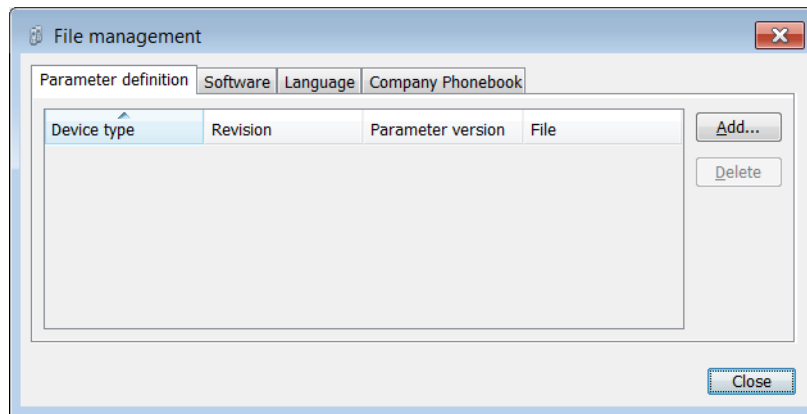 File management
Parameter definition Software Language Company Phonebook
Device type Revision Parameter version File
Add...
Delete
Close